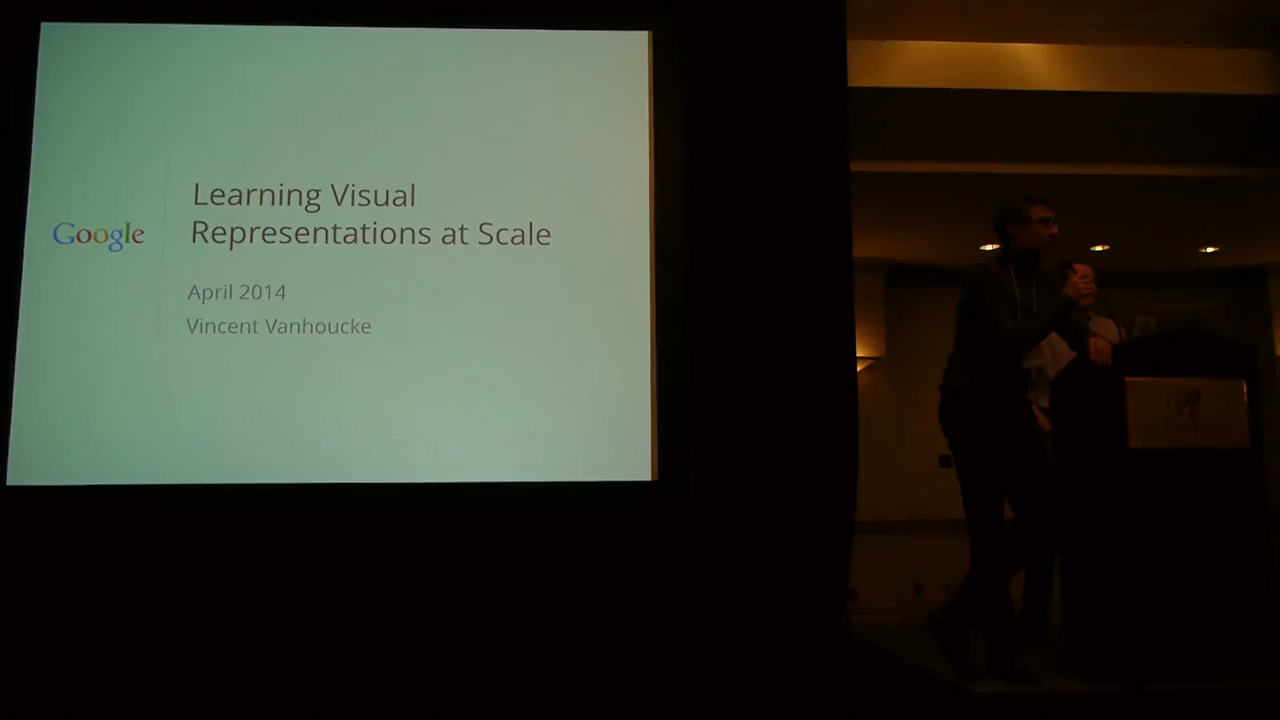 Google
Learning Visual
Representations at Scale
April 2014
Vincent Vanhoucke